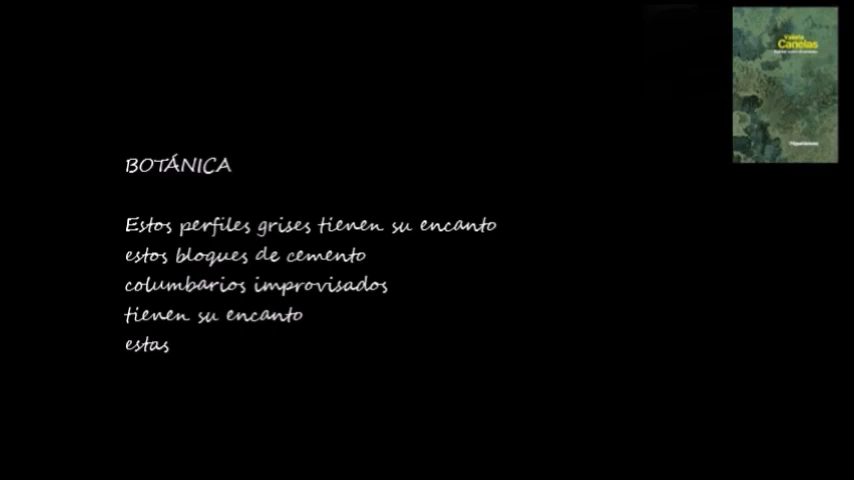 Valeria
Canelas
BOTÁNICA
Estos perfiles grises tienen su encanto
estos bloques de cemento
columbarios improvisados
tienen su encanto
estas